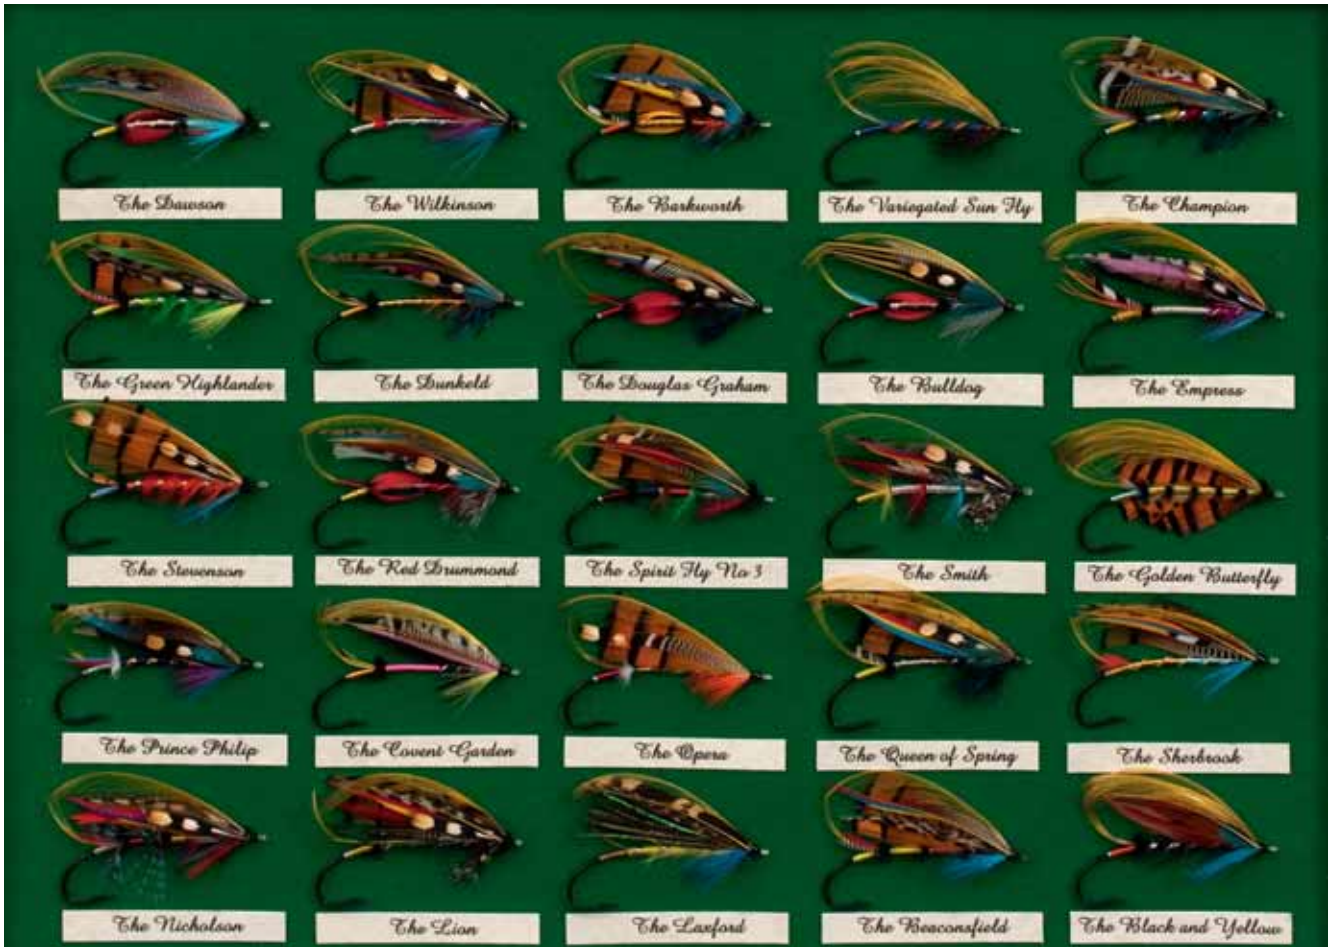 The Dawson
The Wilkinson
The Barkworth
The Variegated Sun Fly
The Champion
The Green Highlander
The Dunkeld
The Douglas Graham
The Bulldog
The Empress
The Stevenson
The Red Drummond
The Spirit Fly No 3
The Smith
The Golden Butterfly
The Prince Philip
The Covent Garden
The Opera
The Queen of Spring
The Sherbrook
The Nicholson
The Lion
The Laxford
The Beaconsfield
The Black and Yellow